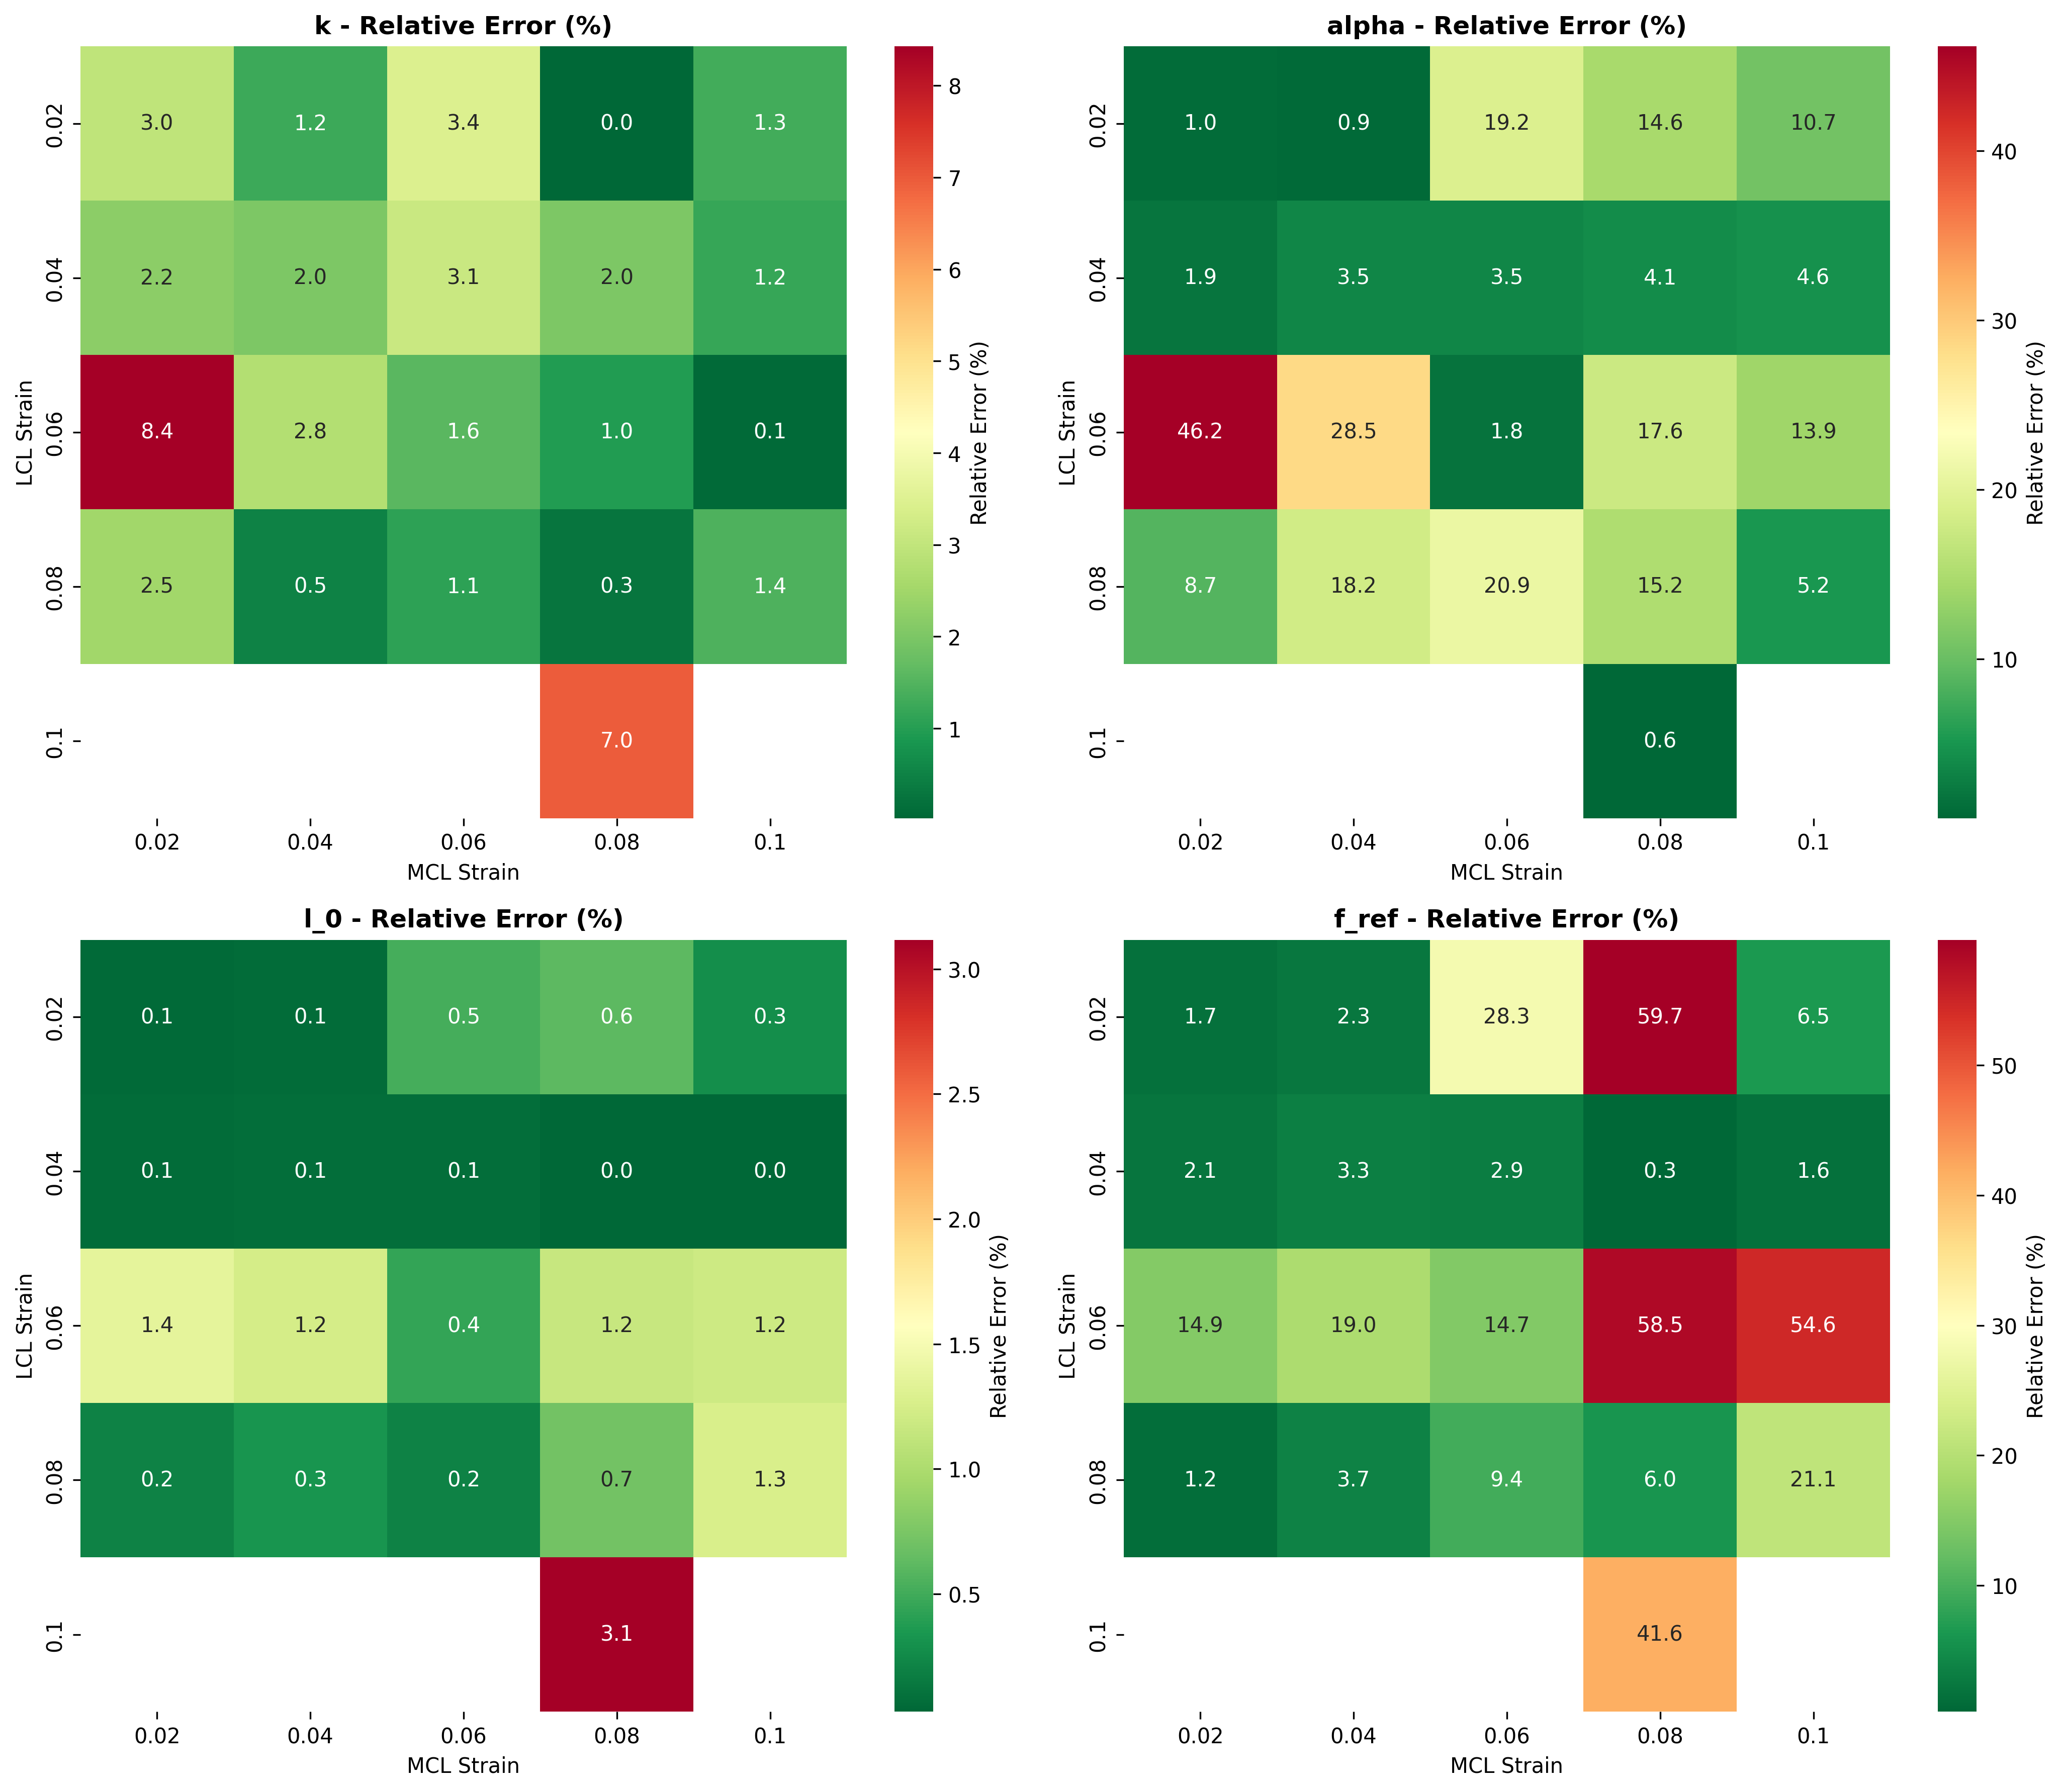 k - Relative Error (%)
3.0 1.2 3.4 0.0 1.3
2.2 2.0 3.1 2.0 1.2
8.4 2.8 1.6 1.0 0.1
2.5 0.5 1.1 0.3 1.4
7.0
LCL Strain
0.02
0.04
0.06
0.08
0.1
0.02 0.04 0.06 0.08 0.1
MCL Strain
8
7
6
5
4
3
2
1
Relative Error (%)
alpha - Relative Error (%)
1.0 0.9 19.2 14.6 10.7
1.9 3.5 3.5 4.1 4.6
46.2 28.5 1.8 17.6 13.9
8.7 18.2 20.9 15.2 5.2
0.6
LCL Strain
0.02
0.04
0.06
0.08
0.1
0.02 0.04 0.06 0.08 0.1
MCL Strain
40
30
20
10
Relative Error (%)
l_0 - Relative Error (%)
0.1 0.1 0.5 0.6 0.3
0.1 0.1 0.1 0.0 0.0
1.4 1.2 0.4 1.2 1.2
0.2 0.3 0.2 0.7 1.3
3.1
LCL Strain
0.02
0.04
0.06
0.08
0.1
0.02 0.04 0.06 0.08 0.1
MCL Strain
3.0
2.5
2.0
1.5
1.0
0.5
Relative Error (%)
f_ref - Relative Error (%)
1.7 2.3 28.3 59.7 6.5
2.1 3.3 2.9 0.3 1.6
14.9 19.0 14.7 58.5 54.6
1.2 3.7 9.4 6.0 21.1
41.6
LCL Strain
0.02
0.04
0.06
0.08
0.1
0.02 0.04 0.06 0.08 0.1
MCL Strain
50
40
30
20
10
Relative Error (%)